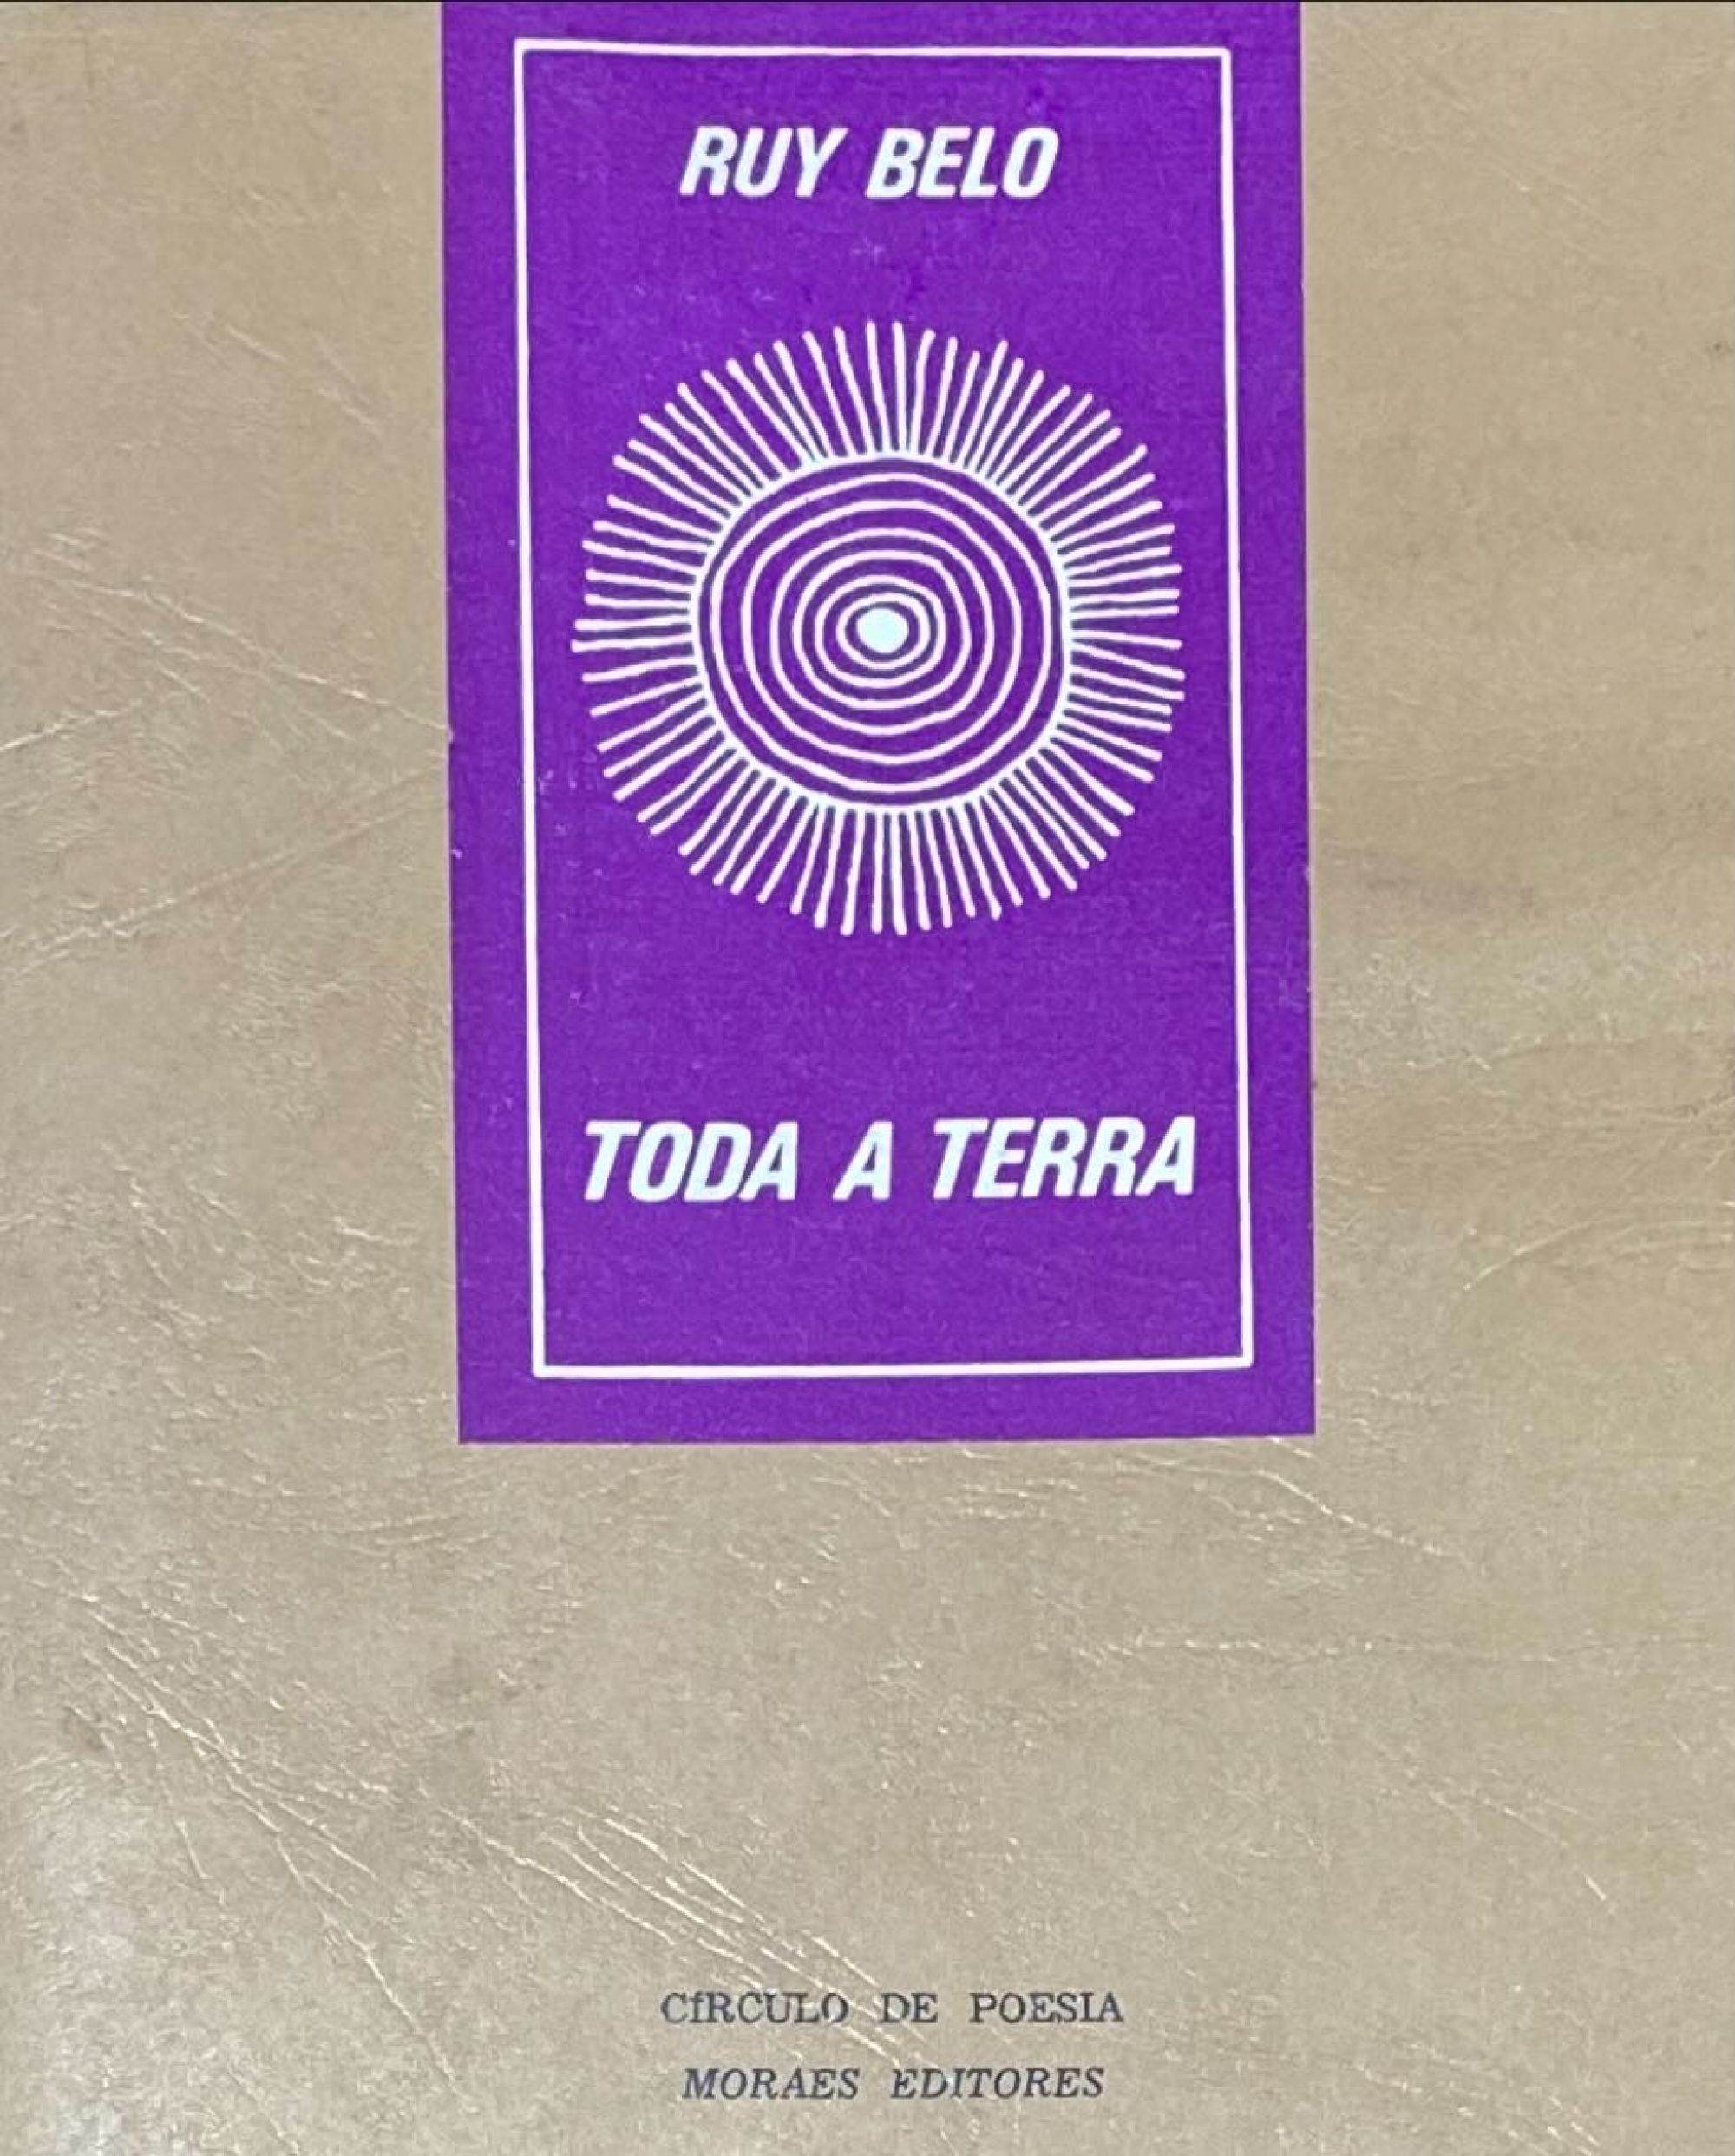 RUY BELO
TODA A TERRA
CÍRCULO DE POESIA
MORAES EDITORES